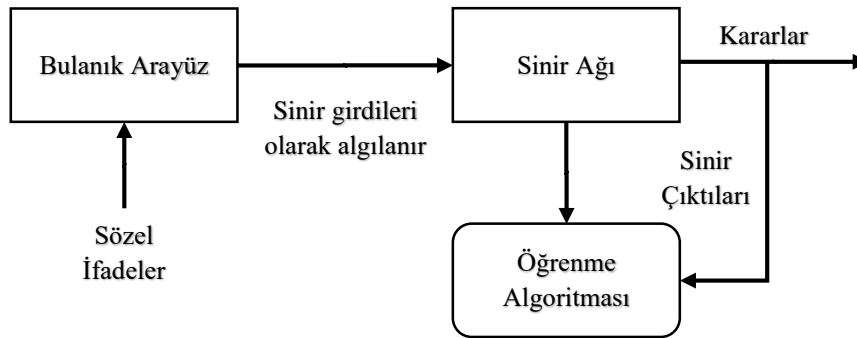 Bulanık Arayüz
Sinir girdileri
olarak algılanır
Sinir Ağı
Kararlar
Sinir
Çıktıları
Sözel
İfadeler
Öğrenme
Algoritması